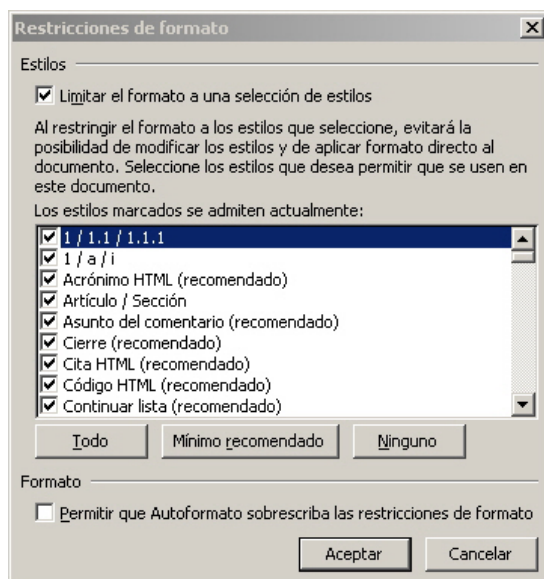 Restricciones de formato
Estilos
Limitar el formato a una selección de estilos
Al restringir el formato a los estilos que seleccione, evitará la
posibilidad de modificar los estilos y de aplicar formato directo al
documento. Seleccione los estilos que desea permitir que se usen en
este documento.
Los estilos marcados se admiten actualmente:
1 / 1.1 / 1.1.1
1 / a / i
Acrónimo HTML (recomendado)
Artículo / Sección
Asunto del comentario (recomendado)
Cierre (recomendado)
Cita HTML (recomendado)
Código HTML (recomendado)
Continuar lista (recomendado)
Todo Mínimo recomendado Ninguno
Formato
Permitir que Autoformato sobrescriba las restricciones de formato
Aceptar Cancelar